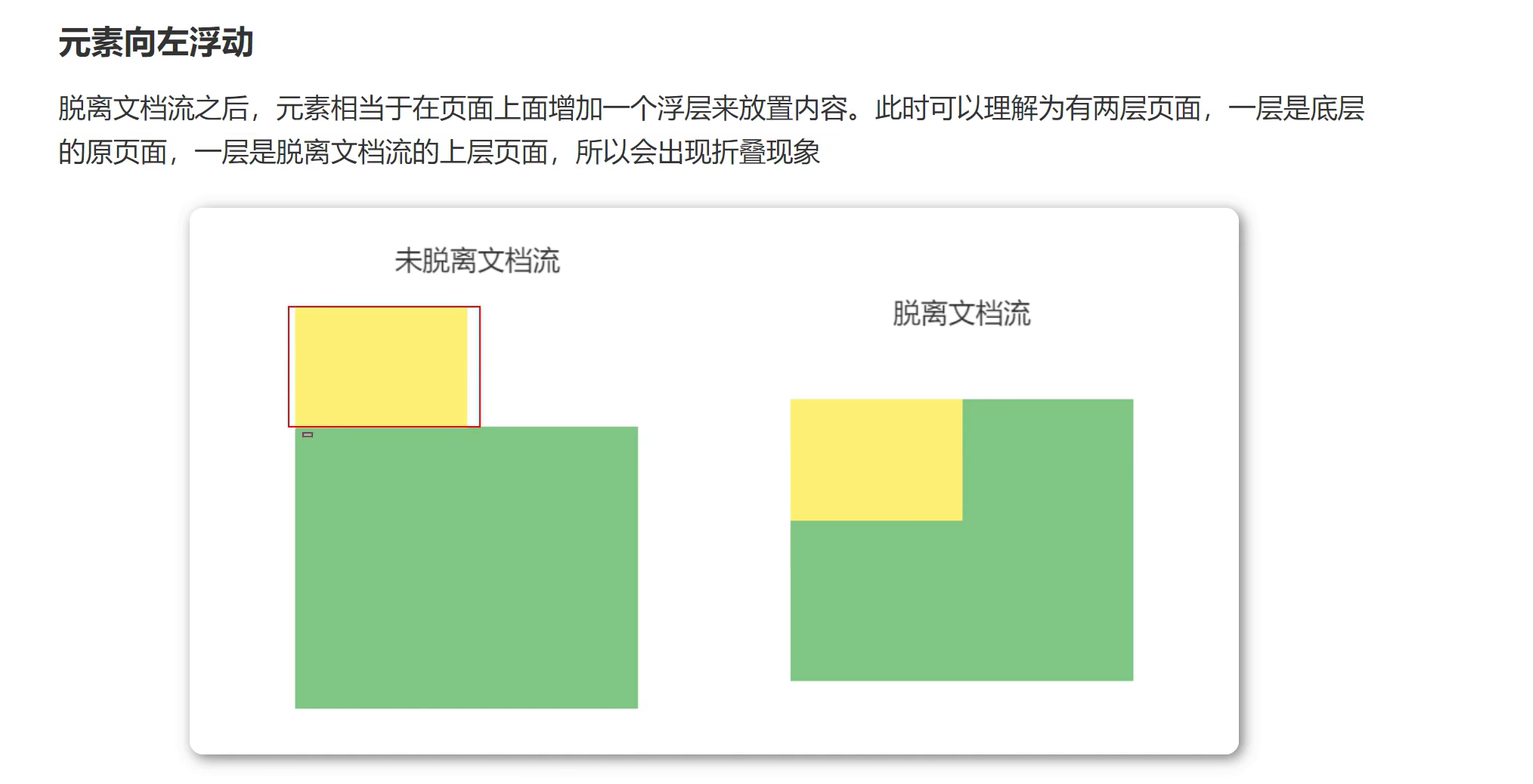 元素向左浮动
脱离文档流之后，元素相当于在页面上面增加一个浮层来放置内容。此时可以理解为有两层页面，一层是底层
的原页面，一层是脱离文档流的上层页面，所以会出现折叠现象
未脱离文档流
脱离文档流